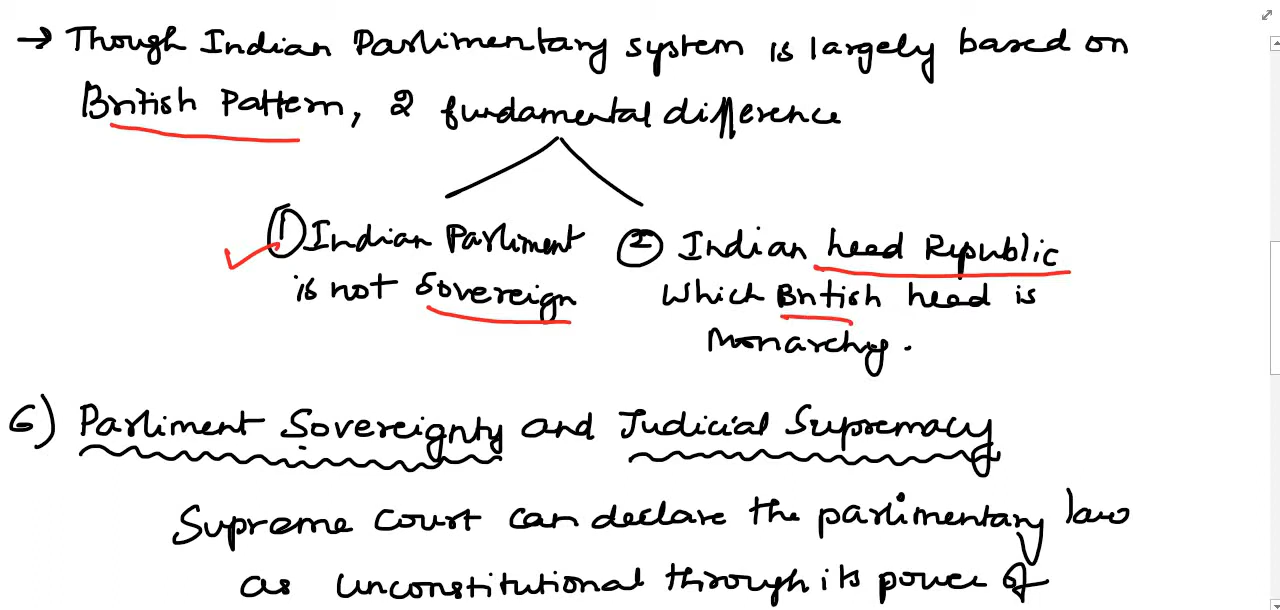 → Though Indian Parlimentary system is largely based on
British Pattern, 2 fundamental difference
① Indian Parliment
is not Sovereign
② Indian head Republic
which British head is
Monarchy.
6) Parliment Sovereignty and Judicial Supremacy
Supreme court can declare the parlimentary law
as unconstitutional through its power of